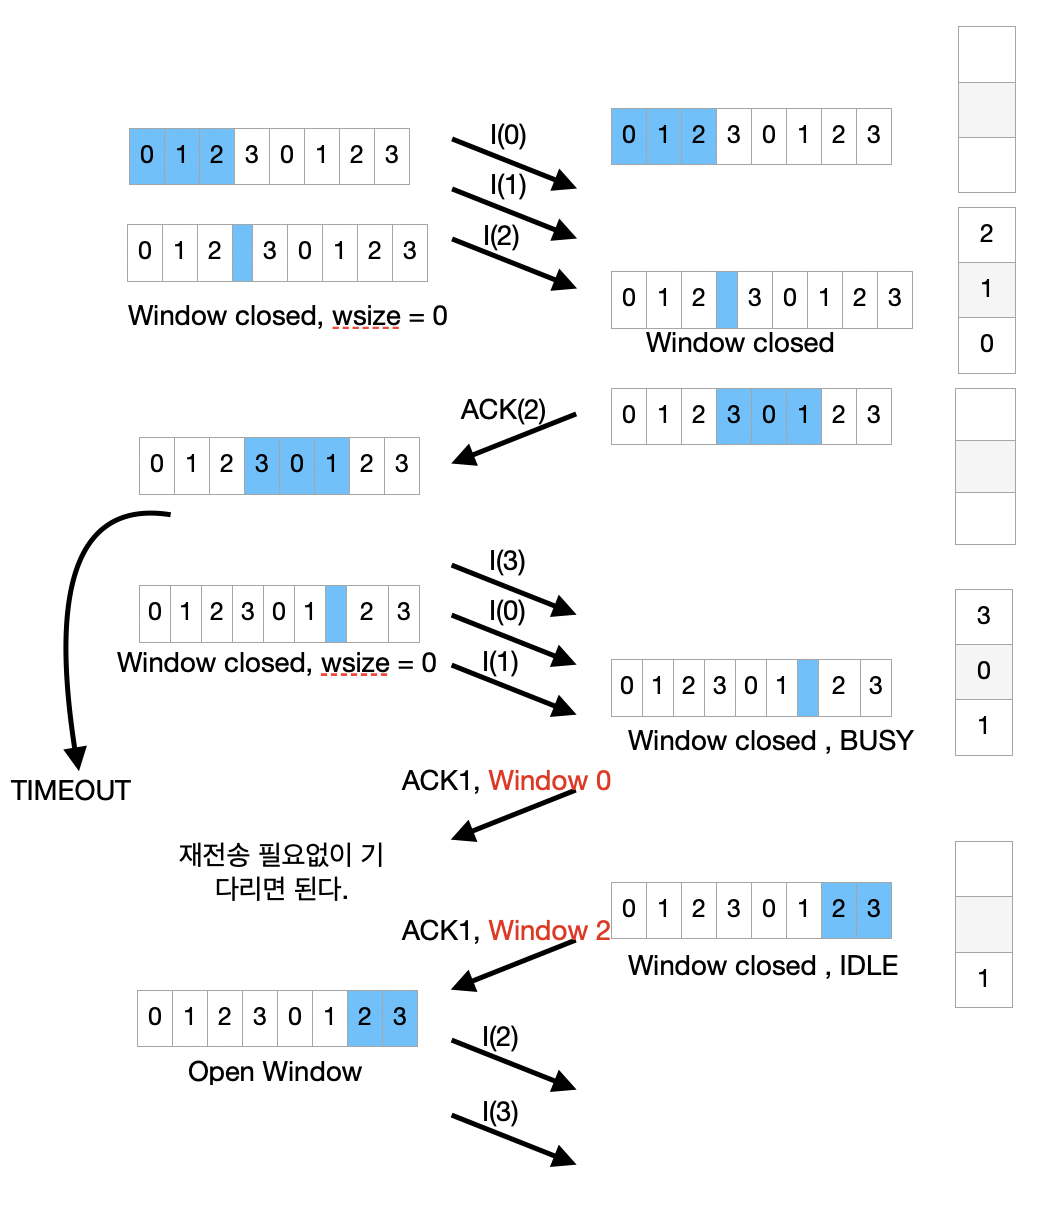 0 1 2 3 0 1 2 3
I(0)
0 1 2 3 0 1 2 3
I(1)
I(2)
0 1 2 3 0 1 2 3
Window closed, wsize = 0
0 1 2 3 0 1 2 3
Window closed
2
1
0
ACK(2)
0 1 2 3 0 1 2 3
0 1 2 3 0 1 2 3
I(3)
I(0)
I(1)
0 1 2 3 0 1 2 3
Window closed, wsize = 0
0 1 2 3 0 1 2 3
Window closed , BUSY
3
0
1
TIMEOUT
ACK1, Window 0
재전송 필요없이 기
다리면 된다.
0 1 2 3 0 1 2 3
ACK1, Window 2
Window closed , IDLE
1
0 1 2 3 0 1 2 3
Open Window
I(2)
I(3)